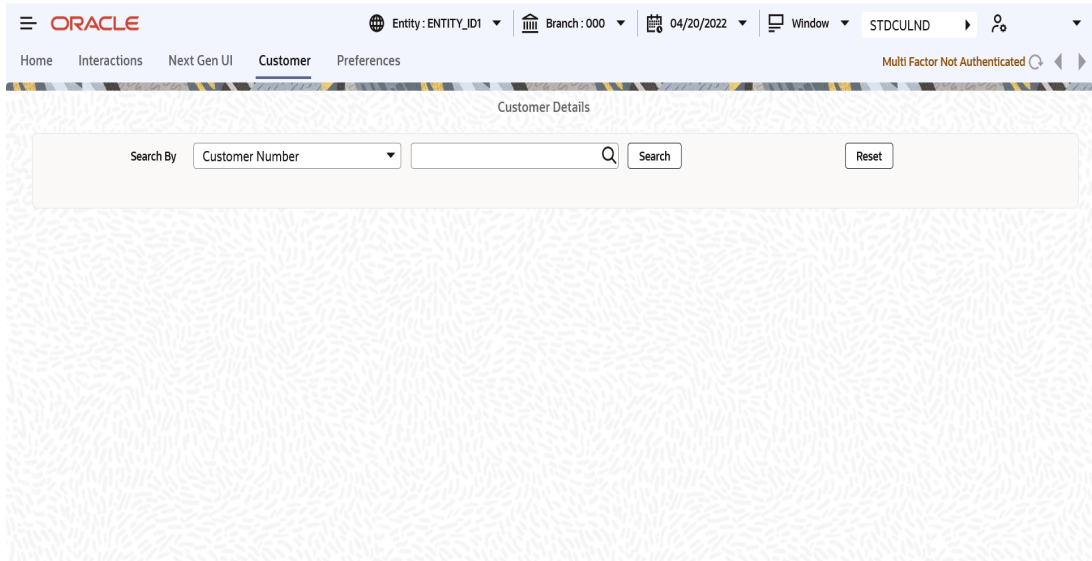 ORACLE Entity : ENTITY_ID1 Branch : 000 04/20/2022 Window STDCULND
Home Interactions Next Gen UI Customer Preferences Multi Factor Not Authenticated
Customer Details
Search By Customer Number Search Reset